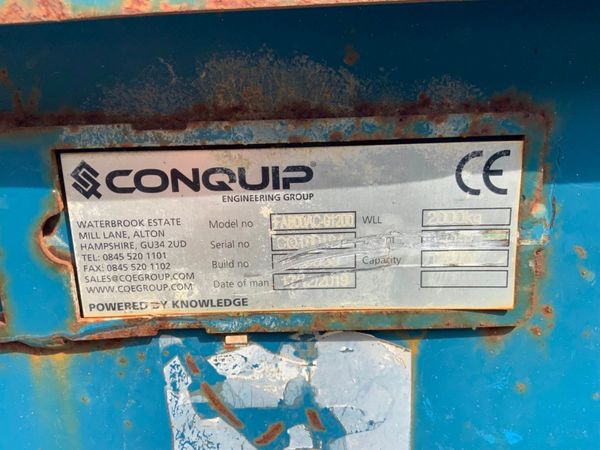 CONQUIP®
ENGINEERING GROUP
CE
WATERBROOK ESTATE
MILL LANE, ALTON
HAMPSHIRE, GU34 2UD
TEL: 0845 520 1101
FAX: 0845 520 1102
SALES@CQEGROUP.COM
WWW.CQEGROUP.COM
POWERED BY KNOWLEDGE
Model no
WLL 2000kg
Serial no
Build no
Capacity
Date of man